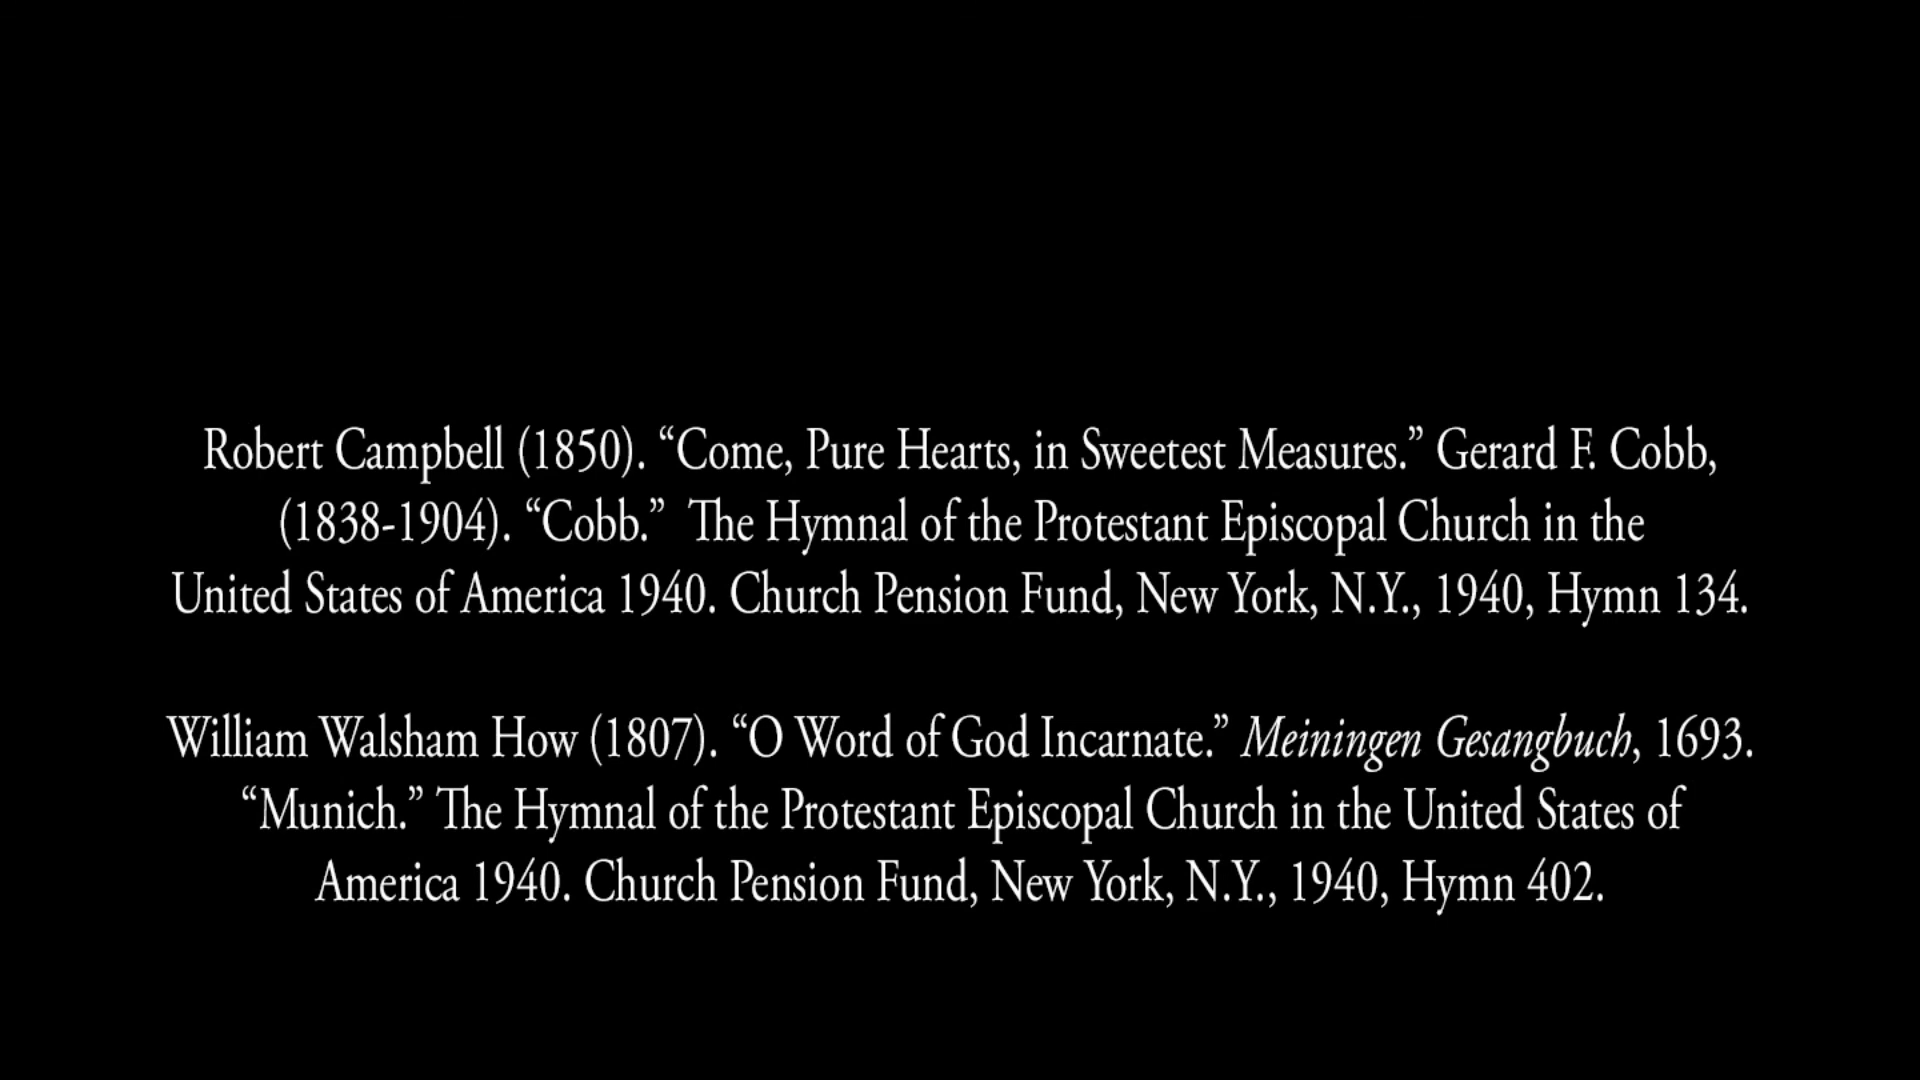 Robert Campbell (1850). “Come, Pure Hearts, in Sweetest Measures.” Gerard F. Cobb,
(1838-1904). “Cobb.” The Hymnal of the Protestant Episcopal Church in the
United States of America 1940. Church Pension Fund, New York, N.Y., 1940, Hymn 134.
William Walsham How (1807). “O Word of God Incarnate.” Meiningen Gesangbuch, 1693.
“Munich.” The Hymnal of the Protestant Episcopal Church in the United States of
America 1940. Church Pension Fund, New York, N.Y., 1940, Hymn 402.